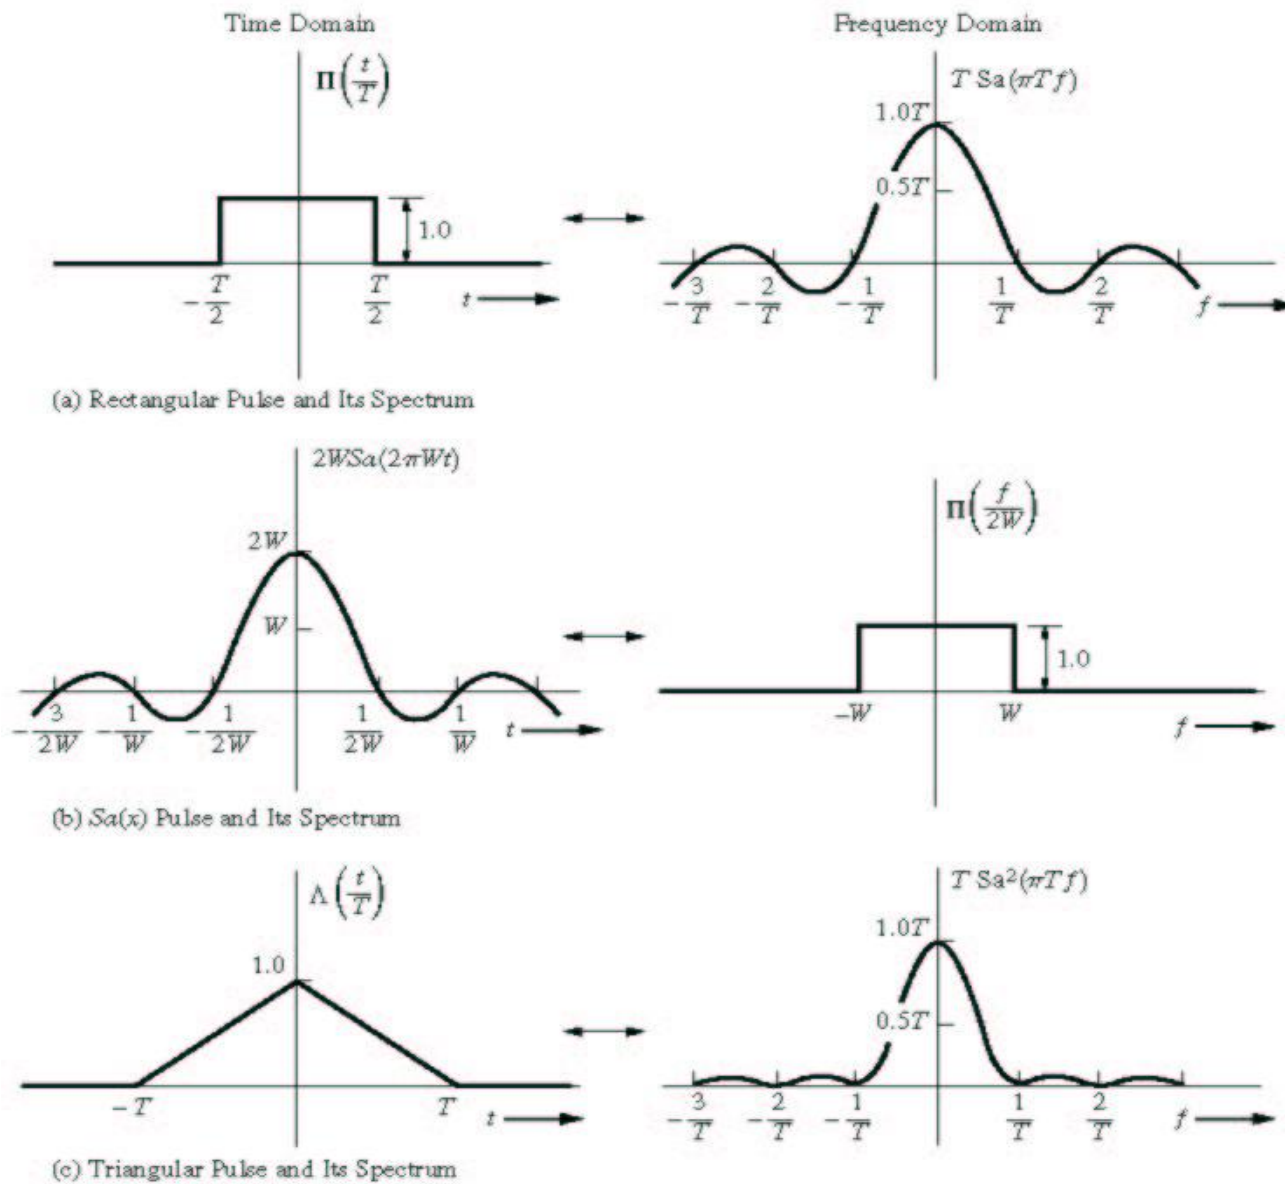 Time Domain
Frequency Domain
Π(t/T)
1.0
-T/2
T/2
t
T Sa(πTf)
1.0T
0.5T
-3/T
-2/T
-1/T
1/T
2/T
f
(a) Rectangular Pulse and Its Spectrum
2WSa(2πWt)
2W
W
-3/2W
-1/W
-1/2W
1/2W
1/W
t
Π(f/2W)
1.0
-W
W
f
(b) Sa(x) Pulse and Its Spectrum
Λ(t/T)
1.0
-T
T
t
T Sa²(πTf)
1.0T
0.5T
-3/T
-2/T
-1/T
1/T
2/T
f
(c) Triangular Pulse and Its Spectrum